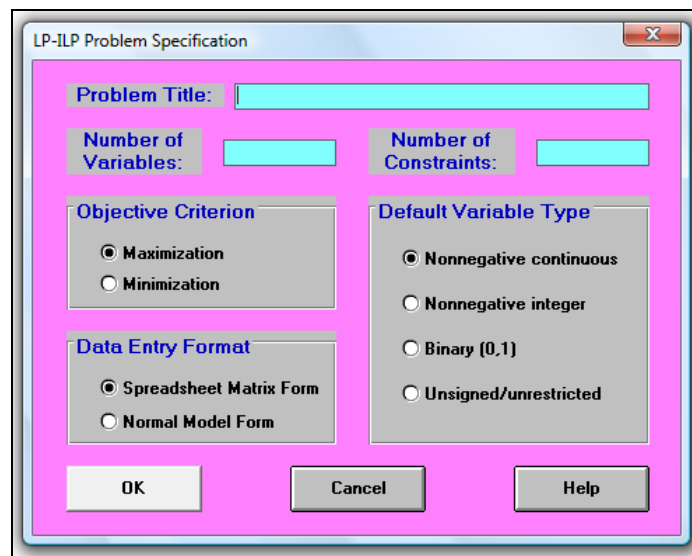 LP-ILP Problem Specification
Problem Title:
Number of
Variables:
Number of
Constraints:
Objective Criterion
Maximization
Minimization
Default Variable Type
Nonnegative continuous
Nonnegative integer
Binary (0,1)
Unsigned/unrestricted
Data Entry Format
Spreadsheet Matrix Form
Normal Model Form
OK
Cancel
Help